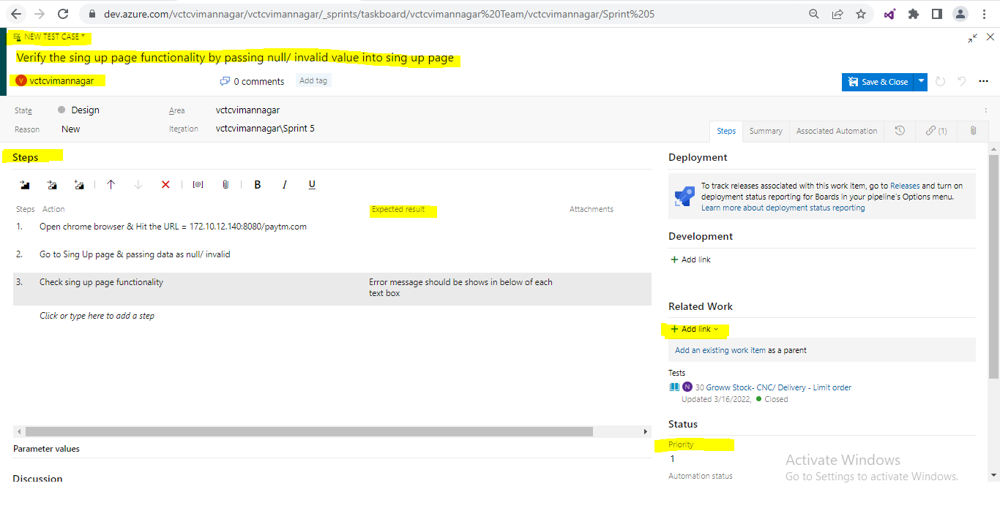 dev.azure.com/vctcvimannagar/vctcvimannagar/_sprints/taskboard/vctcvimannagar%20Team/vctcvimannagar/Sprint%205
NEW TEST CASE *
Verify the sing up page functionality by passing null/ invalid value into sing up page
V vctcvimannagar
0 comments
Add tag
Save & Close
State
Design
Area
vctcvimannagar
Reason
New
Iteration
vctcvimannagar\Sprint 5
Steps
Summary
Associated Automation
(1)
Steps
B I U
Steps Action Expected result Attachments
1. Open chrome browser & Hit the URL = 172.10.12.140:8080/paytm.com
2. Go to Sing Up page & passing data as null/ invalid
3. Check sing up page functionality
Error message should be shows in below of each
text box
Click or type here to add a step
Parameter values
Discussion
Deployment
To track releases associated with this work item, go to Releases and turn on
deployment status reporting for Boards in your pipeline's Options menu.
Learn more about deployment status reporting
Development
+ Add link
Related Work
+ Add link
Add an existing work item as a parent
Tests
N 30 Groww Stock- CNC/ Delivery - Limit order
Updated 3/16/2022, Closed
Status
Priority
1
Automation status
Activate Windows
Go to Settings to activate Windows.